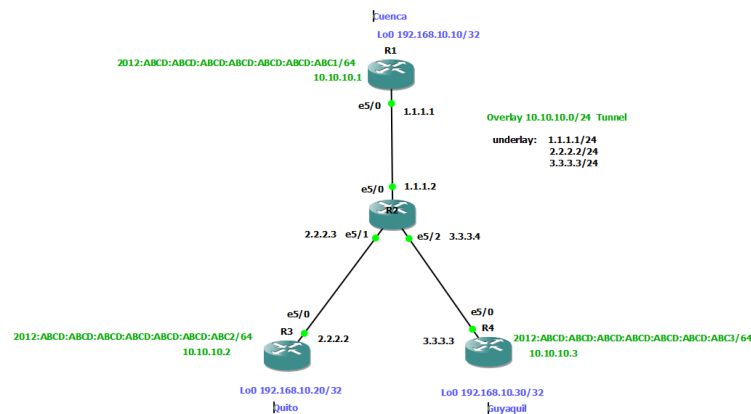 Cuenca
Lo0 192.168.10.10/32
R1
2012:ABCD:ABCD:ABCD:ABCD:ABCD:ABCD:ABC1/64
10.10.10.1
e5/0
1.1.1.1
Overlay 10.10.10.0/24 Tunnel
underlay: 1.1.1.1/24
2.2.2.2/24
3.3.3.3/24
e5/0
1.1.1.2
R2
2.2.2.3 e5/1
e5/2 3.3.3.4
e5/0
R3
2012:ABCD:ABCD:ABCD:ABCD:ABCD:ABCD:ABC2/64
10.10.10.2
2.2.2.2
e5/0
R4
3.3.3.3
2012:ABCD:ABCD:ABCD:ABCD:ABCD:ABCD:ABC3/64
10.10.10.3
Lo0 192.168.10.20/32
Quito
Lo0 192.168.10.30/32
Guyaquil